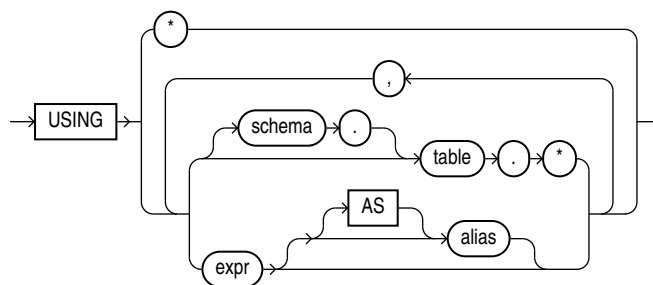 *
,
schema .
USING
table . *
AS
expr
alias